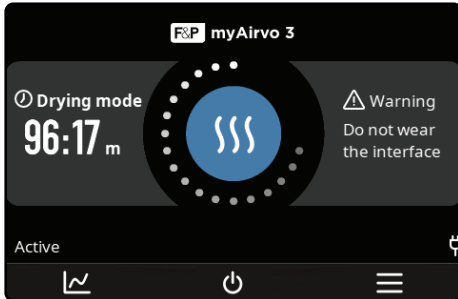 F&P myAirvo 3
Drying mode
96:17 m
Warning
Do not wear
the interface
Active